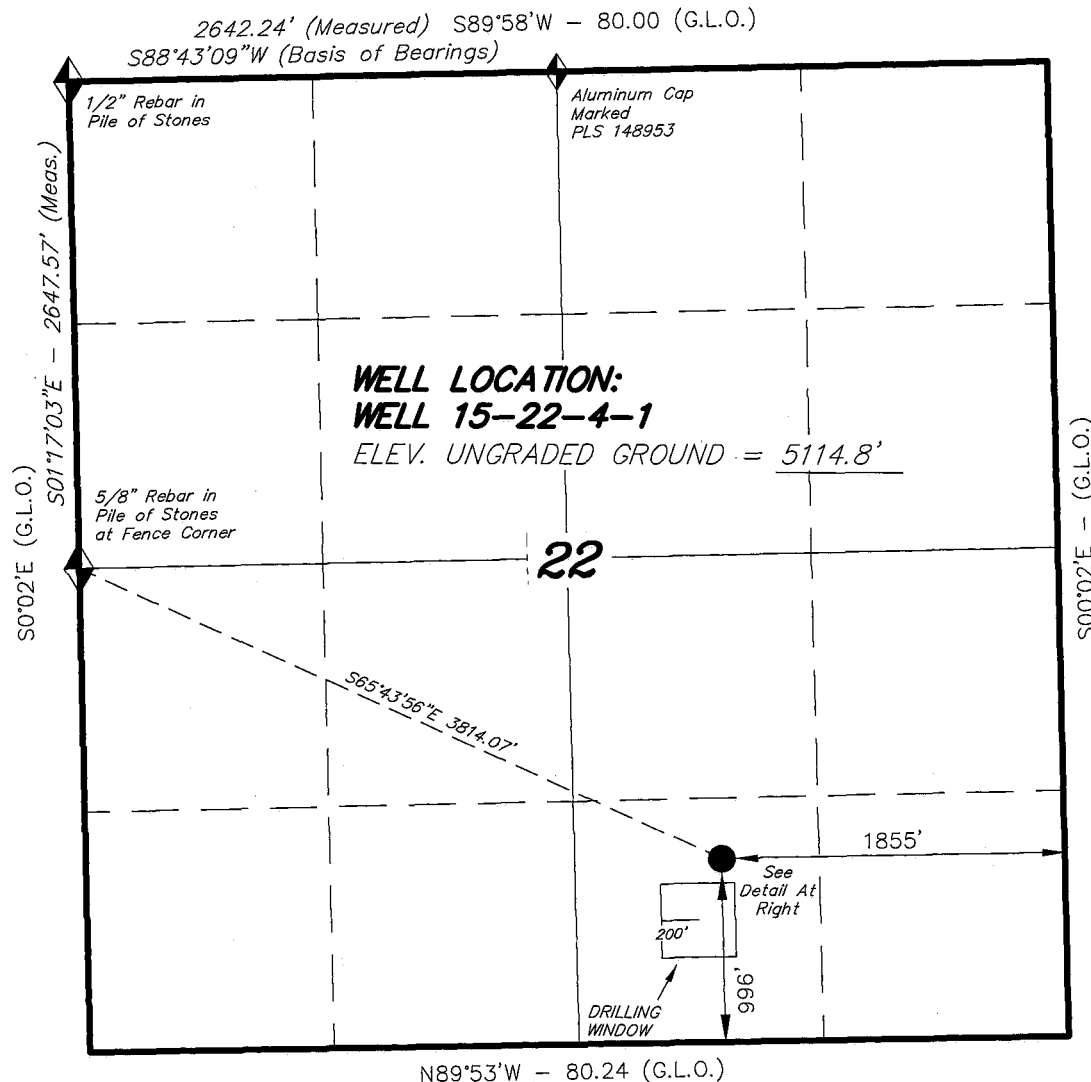 2642.24' (Measured) S89°58'W – 80.00 (G.L.O.)
S88°43'09"W (Basis of Bearings)
1/2" Rebar in
Pile of Stones
Aluminum Cap
Marked
PLS 148953
S01°17'03"E – 2647.57' (Meas.)
S0°02'E (G.L.O.)
WELL LOCATION:
WELL 15–22–4–1
ELEV. UNGRADED GROUND = 5114.8'
5/8" Rebar in
Pile of Stones
at Fence Corner
22
S00°02'E – (G.L.O.)
S65°43'56"E 3814.07'
1855'
See
Detail At
Right
200'
996'
DRILLING
WINDOW
N89°53'W – 80.24 (G.L.O.)